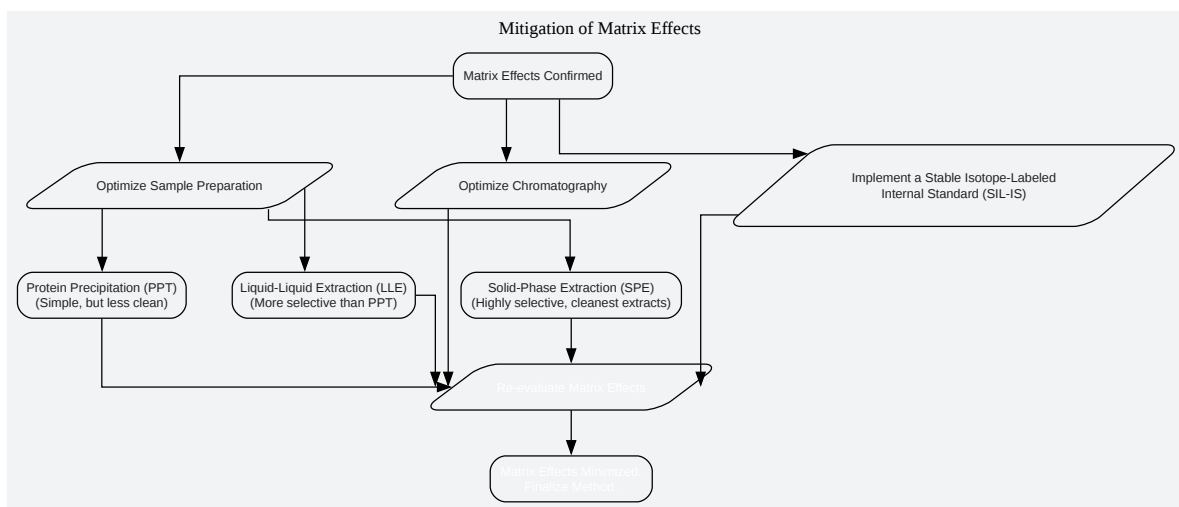 Mitigation of Matrix Effects
Matrix Effects Confirmed
Optimize Sample Preparation
Optimize Chromatography
Implement a Stable Isotope-Labeled
Internal Standard (SIL-IS)
Protein Precipitation (PPT)
(Simple, but less clean)
Liquid-Liquid Extraction (LLE)
(More selective than PPT)
Solid-Phase Extraction (SPE)
(Highly selective, cleanest extracts)
Re-evaluate Matrix Effects
Matrix Effects Minimized
Finalize Method